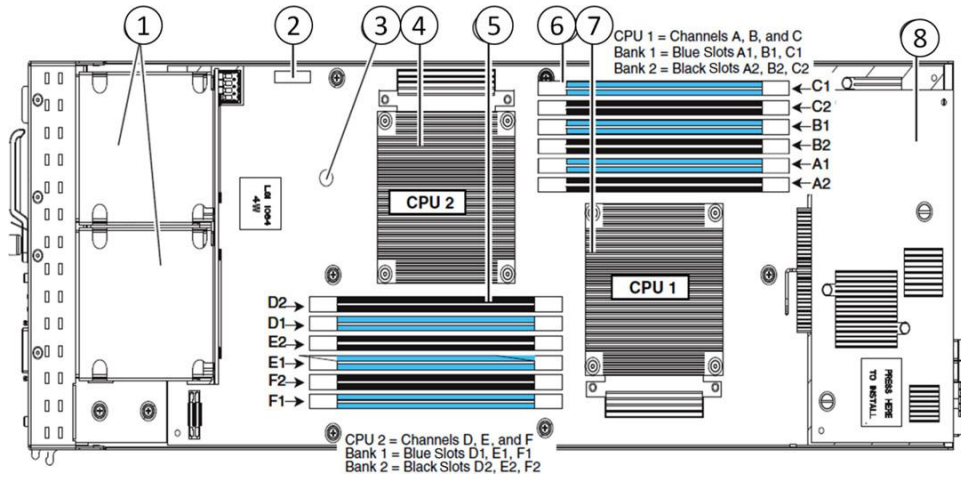 1 2 3 4 5 6 7 8
CPU 1 = Channels A, B, and C
Bank 1 = Blue Slots A1, B1, C1
Bank 2 = Black Slots A2, B2, C2
C1
C2
B1
B2
A1
A2
LGI 1064
4-W
CPU 2
CPU 1
D2
D1
E2
E1
F2
F1
PRESS HERE
TO INSTALL
CPU 2 = Channels D, E, and F
Bank 1 = Blue Slots D1, E1, F1
Bank 2 = Black Slots D2, E2, F2